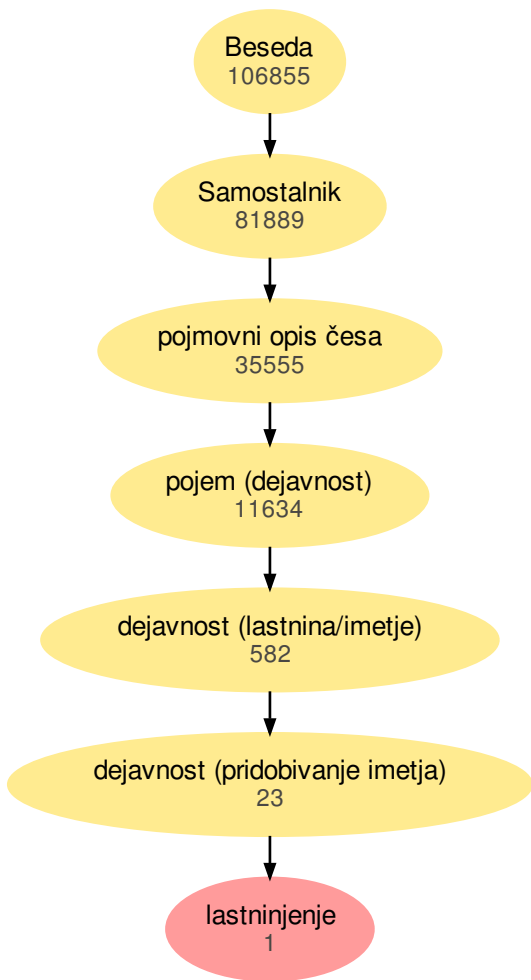 Beseda
106855
Samostalnik
81889
pojmovni opis česa
35555
pojem (dejavnost)
11634
dejavnost (lastnina/imetje)
582
dejavnost (pridobivanje imetja)
23
lastninjenje
1